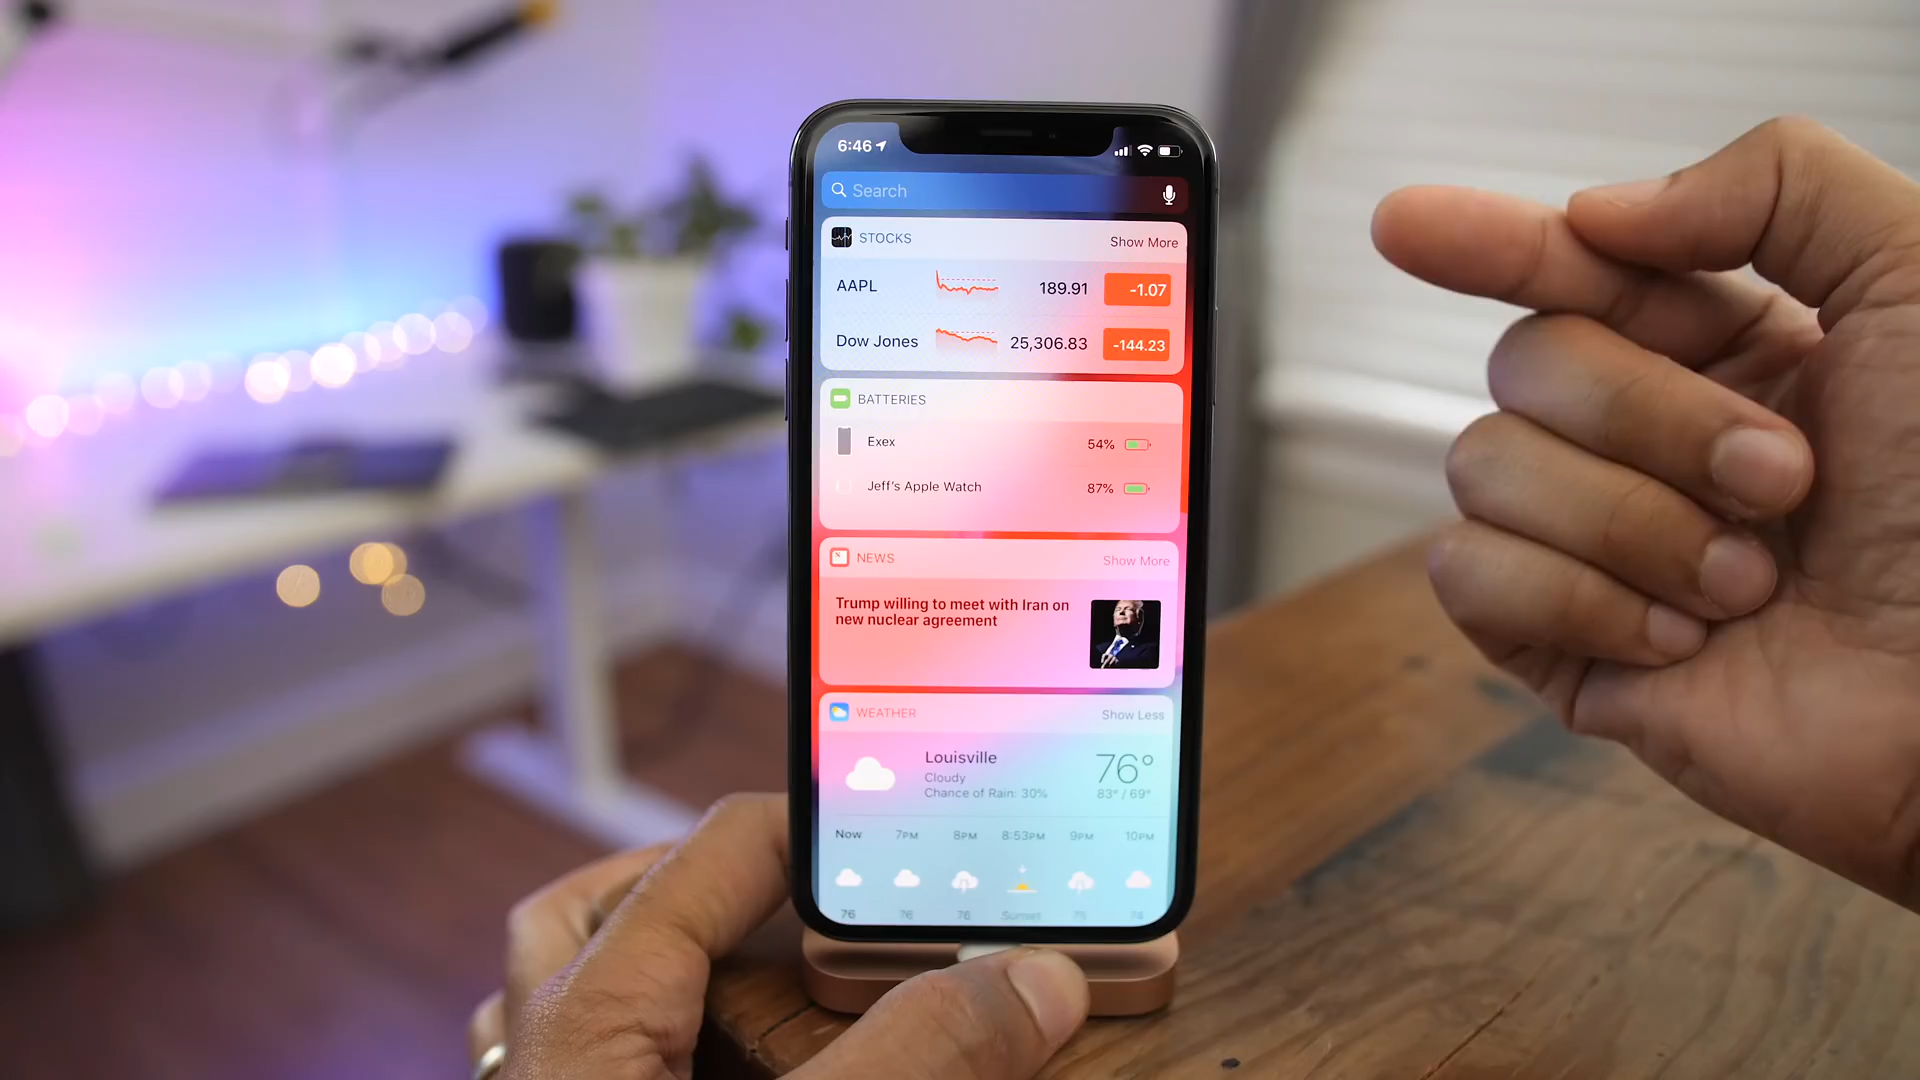 6:46
Search
STOCKS Show More
AAPL 189.91 -1.07
Dow Jones 25,306.83 -144.23
BATTERIES
Exex 54%
Jeff's Apple Watch 87%
NEWS Show More
Trump willing to meet with Iran on
new nuclear agreement
WEATHER Show Less
Louisville 76°
Cloudy
Chance of Rain: 30% 83° / 69°
Now 7PM 8PM 8:53PM 9PM 10PM
76 76 76 Sunset 75 74